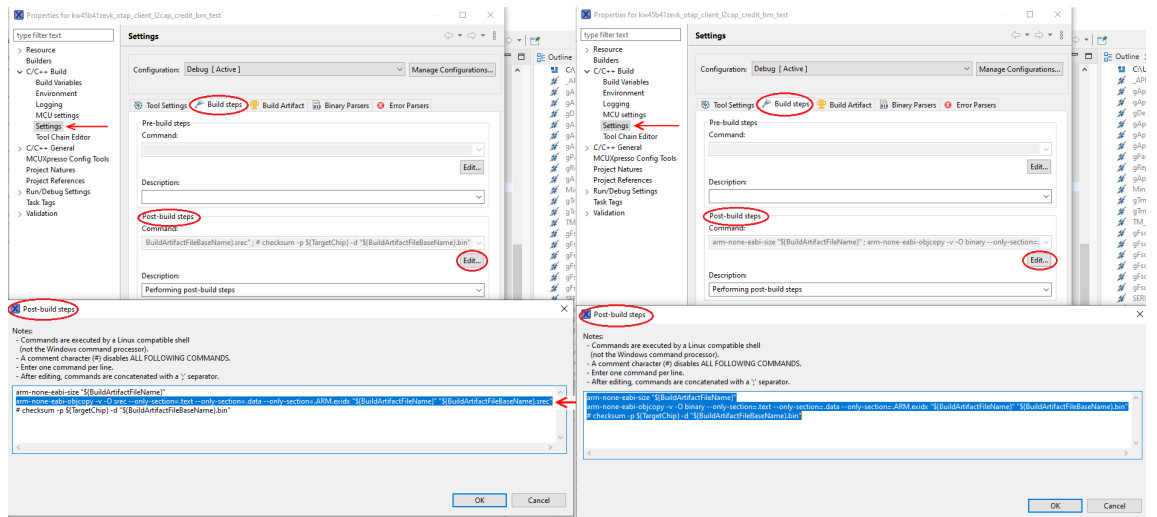 Properties for kw45b41zevk_otap_client_l2cap_credit_bm_test
type filter text
Settings
Resource
Builders
C/C++ Build
Build Variables
Environment
Logging
MCU settings
Settings
Tool Chain Editor
C/C++ General
MCUXpresso Config Tools
Project Natures
Project References
Run/Debug Settings
Task Tags
Validation
Configuration: Debug [ Active ]
Manage Configurations...
Tool Settings Build steps Build Artifact Binary Parsers Error Parsers
Pre-build steps
Command:
Edit...
Description:
Post-build steps
Command:
BuildArtifactFileBaseName}.srec" ; # checksum -p ${TargetChip} -d "${BuildArtifactFileBaseName}.bin"
Edit...
Description:
Performing post-build steps
Outline
Post-build steps
Notes:
- Commands are executed by a Linux compatible shell
(not the Windows command processor).
- A comment character (#) disables ALL FOLLOWING COMMANDS.
- Enter one command per line.
- After editing, commands are concatenated with a ';' separator.
arm-none-eabi-size "${BuildArtifactFileName}"
arm-none-eabi-objcopy -v -O srec --only-section=.text --only-section=.data --only-section=.ARM.exidx "${BuildArtifactFileName}" "${BuildArtifactFileBaseName}.srec"
# checksum -p ${TargetChip} -d "${BuildArtifactFileBaseName}.bin"
OK
Cancel
Properties for kw45b41zevk_otap_client_l2cap_credit_bm_test
type filter text
Settings
Resource
Builders
C/C++ Build
Build Variables
Environment
Logging
MCU settings
Settings
Tool Chain Editor
C/C++ General
MCUXpresso Config Tools
Project Natures
Project References
Run/Debug Settings
Task Tags
Validation
Configuration: Debug [ Active ]
Manage Configurations...
Tool Settings Build steps Build Artifact Binary Parsers Error Parsers
Pre-build steps
Command:
Edit...
Description:
Post-build steps
Command:
arm-none-eabi-size "${BuildArtifactFileName}" ; arm-none-eabi-objcopy -v -O binary --only-section=.
Edit...
Description:
Performing post-build steps
Outline
Post-build steps
Notes:
- Commands are executed by a Linux compatible shell
(not the Windows command processor).
- A comment character (#) disables ALL FOLLOWING COMMANDS.
- Enter one command per line.
- After editing, commands are concatenated with a ';' separator.
arm-none-eabi-size "${BuildArtifactFileName}"
arm-none-eabi-objcopy -v -O binary --only-section=.text --only-section=.data --only-section=.ARM.exidx "${BuildArtifactFileName}" "${BuildArtifactFileBaseName}.bin"
# checksum -p ${TargetChip} -d "${BuildArtifactFileBaseName}.bin"
OK
Cancel